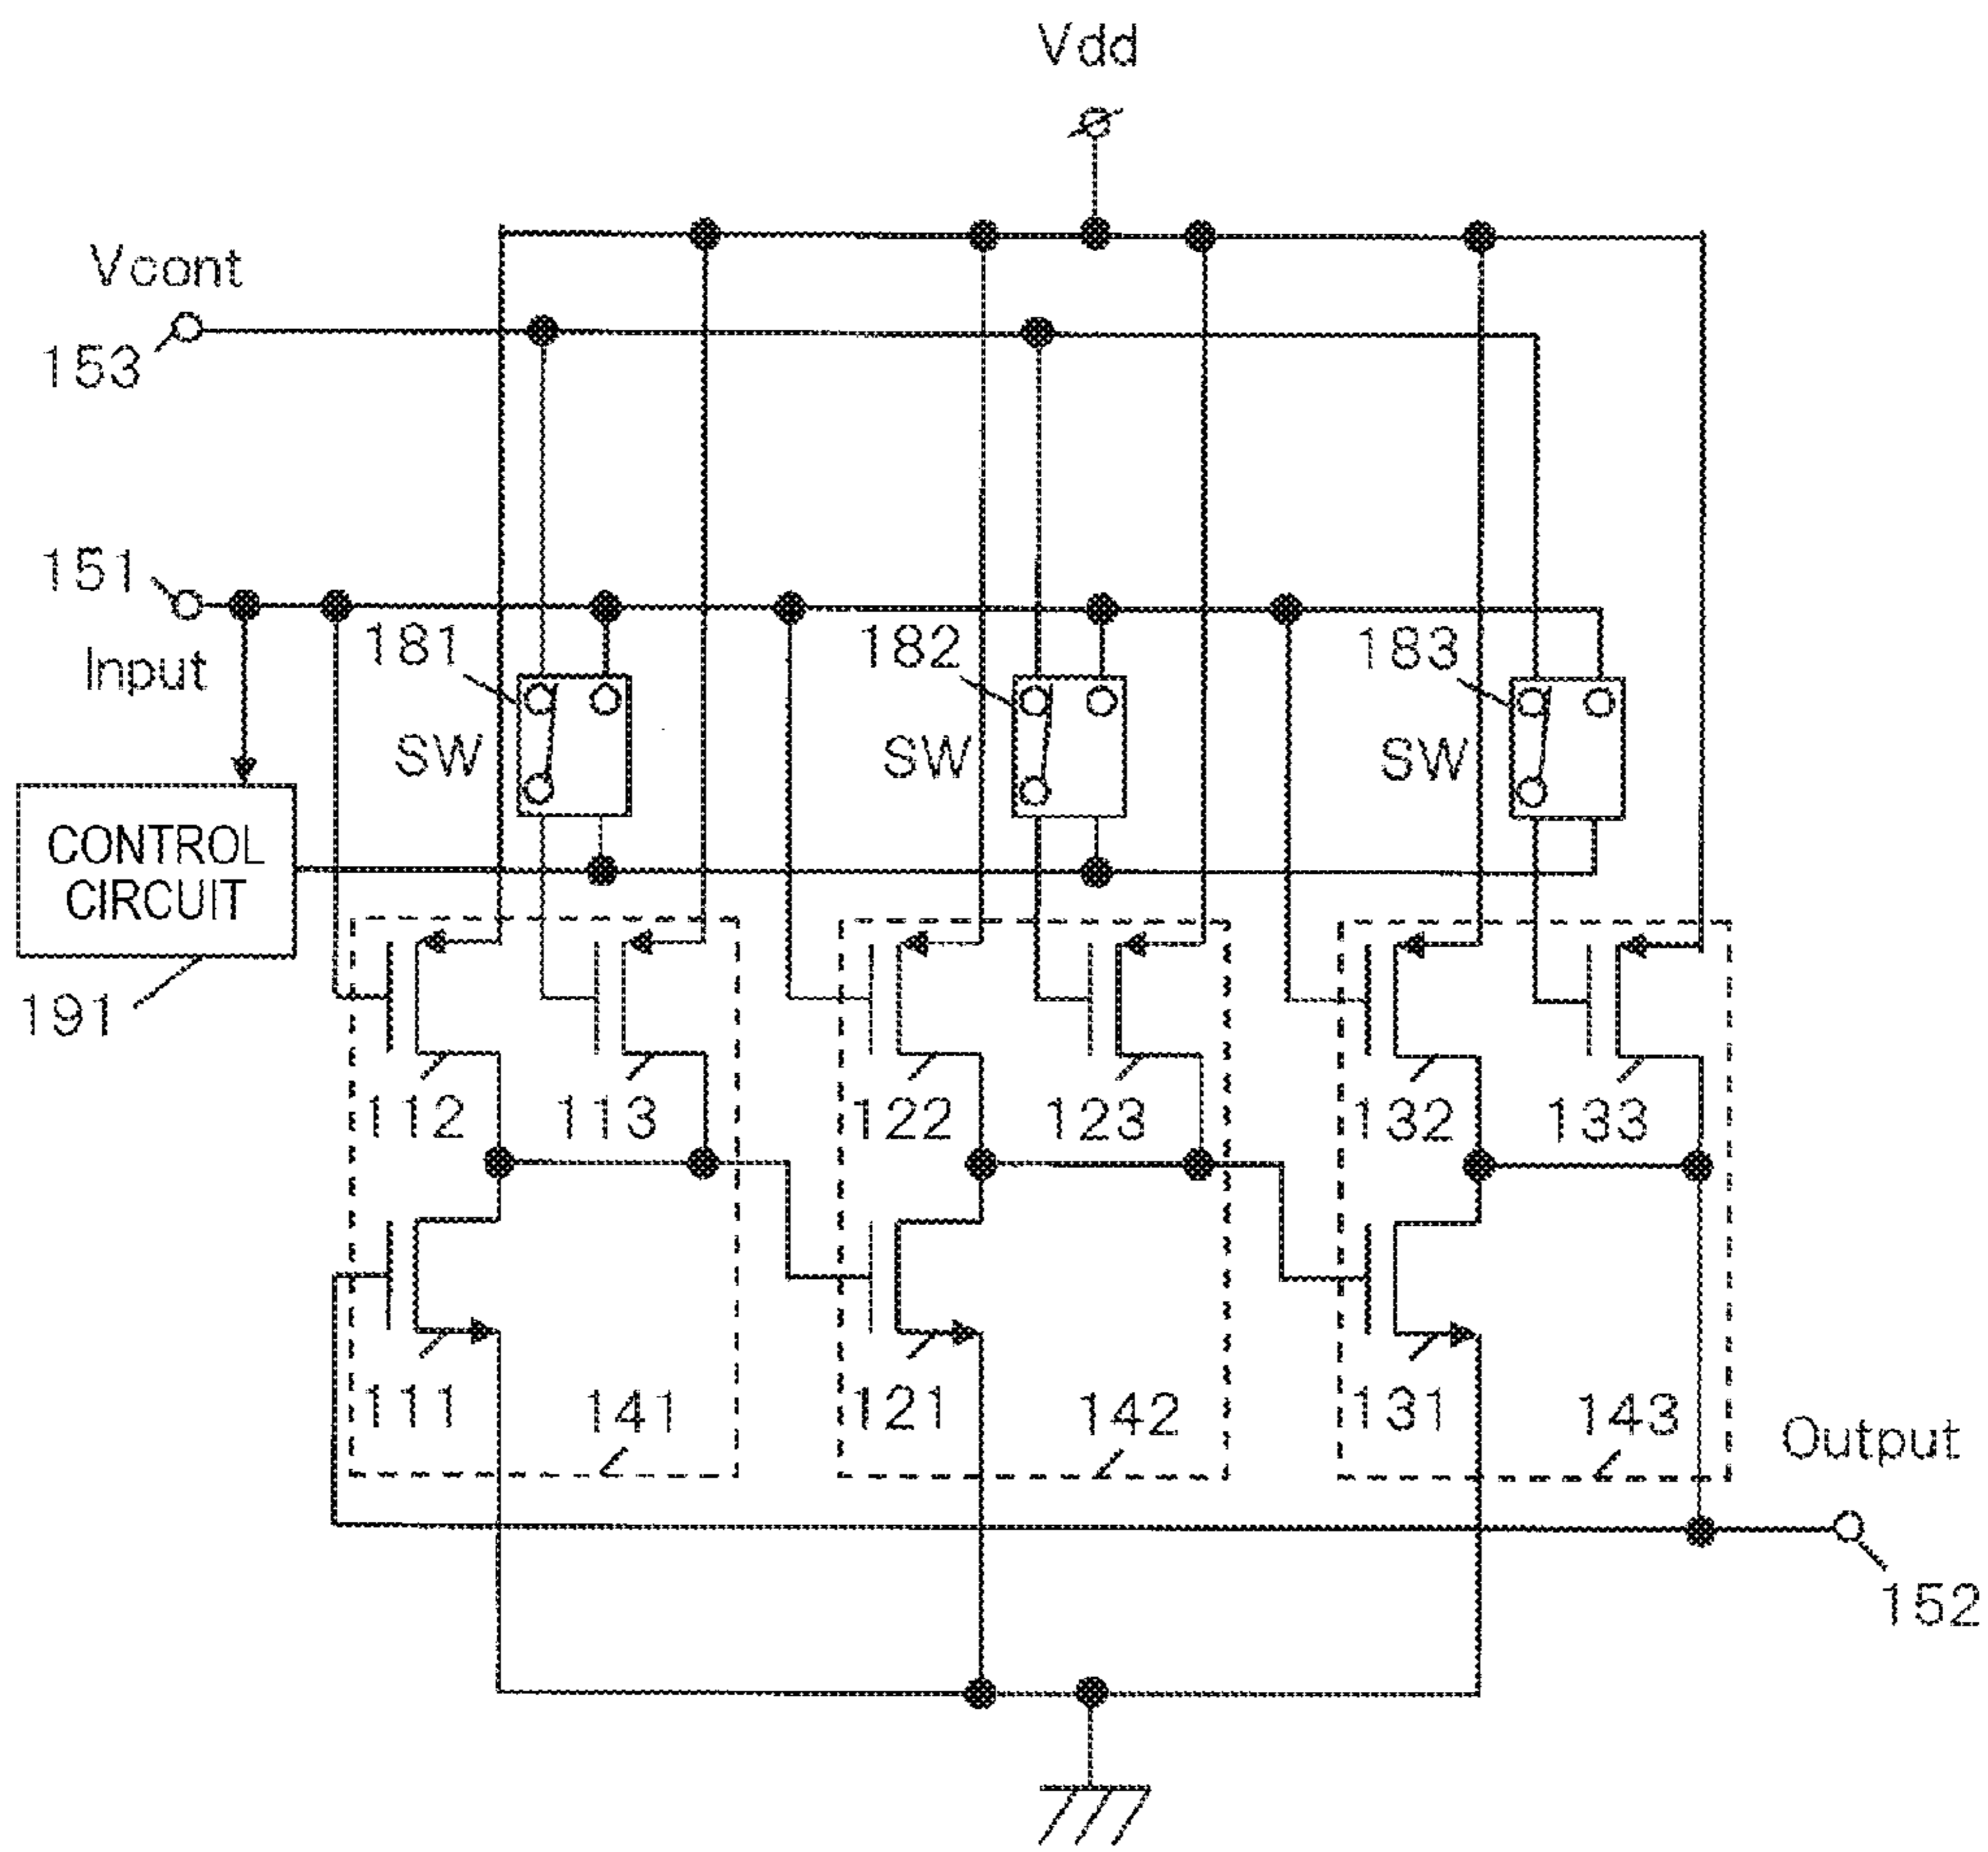 Vdd
Vcont
153
151
Input
181
182
183
SW
SW
SW
CONTROL
CIRCUIT
191
112
113
122
123
132
133
111
141
121
142
131
143
Output
152